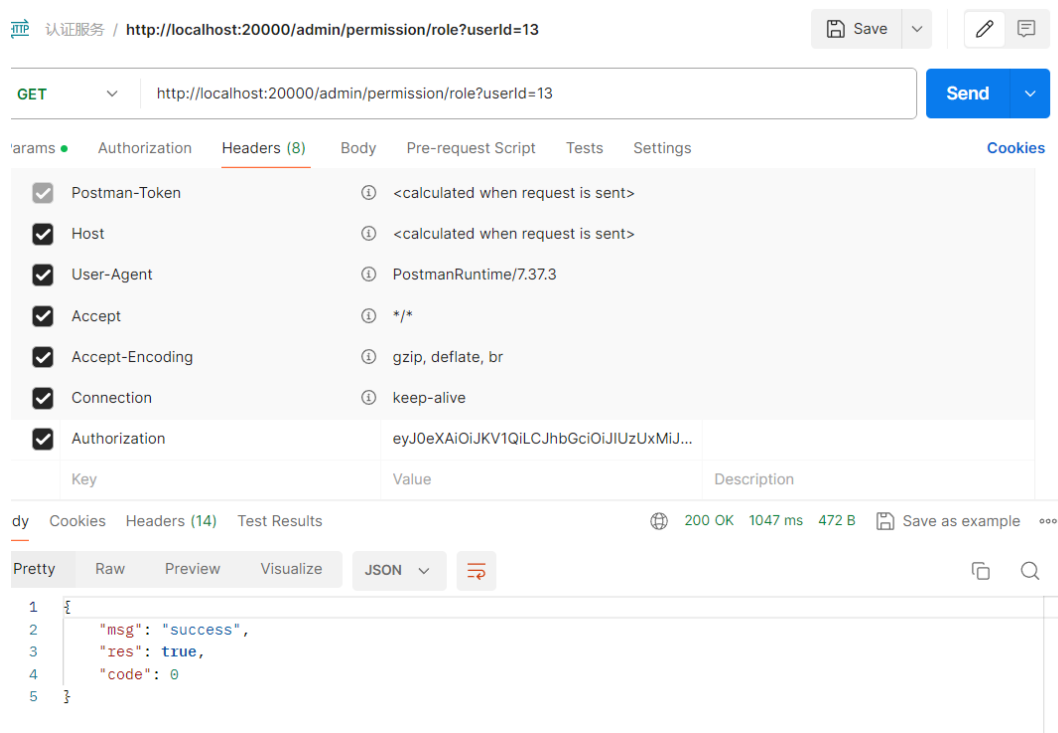 HTTP 认证服务 / http://localhost:20000/admin/permission/role?userId=13 Save
GET http://localhost:20000/admin/permission/role?userId=13 Send
arams Authorization Headers (8) Body Pre-request Script Tests Settings Cookies
Postman-Token <calculated when request is sent>
Host <calculated when request is sent>
User-Agent PostmanRuntime/7.37.3
Accept */*
Accept-Encoding gzip, deflate, br
Connection keep-alive
Authorization eyJ0eXAiOiJKV1QiLCJhbGciOiJIUzUxMiJ...
Key Value Description
dy Cookies Headers (14) Test Results 200 OK 1047 ms 472 B Save as example
Pretty Raw Preview Visualize JSON
1 {
2 "msg": "success",
3 "res": true,
4 "code": 0
5 }